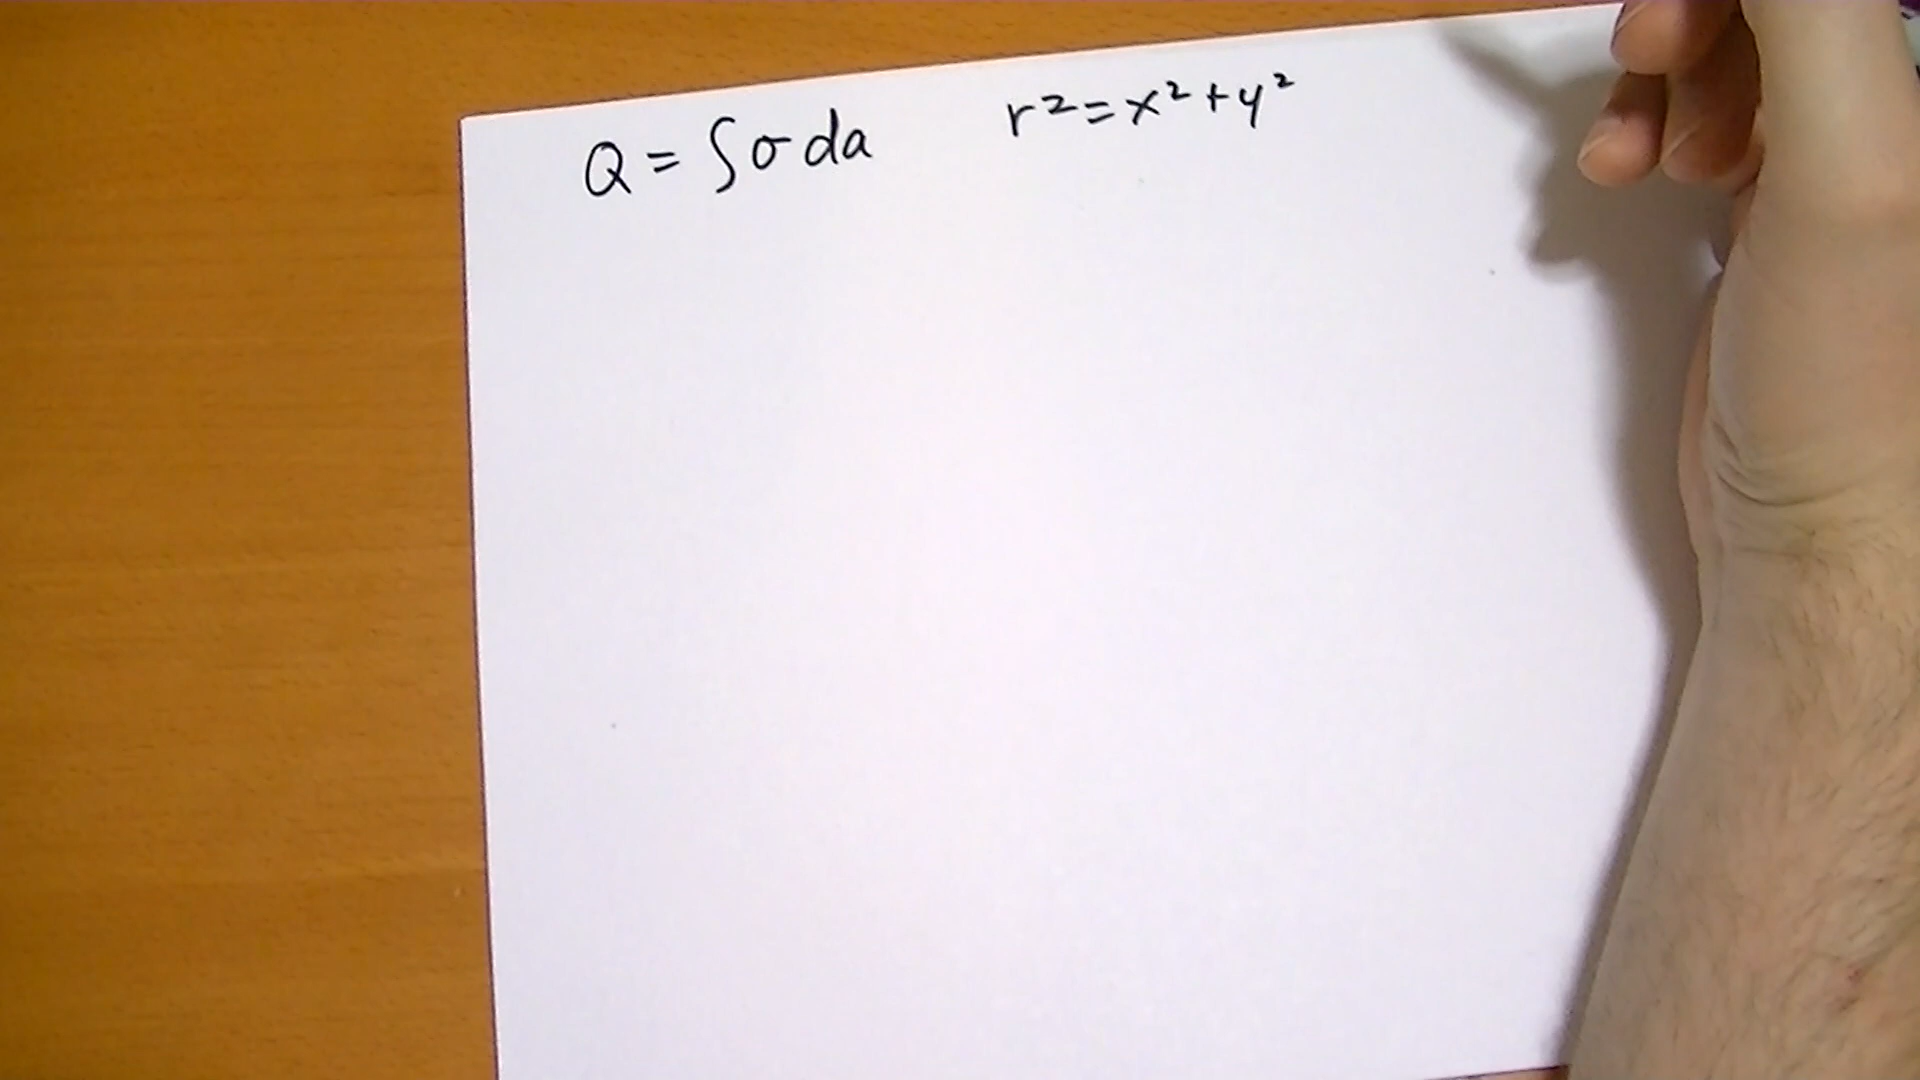 Q = ∫σ da
r² = x² + y²